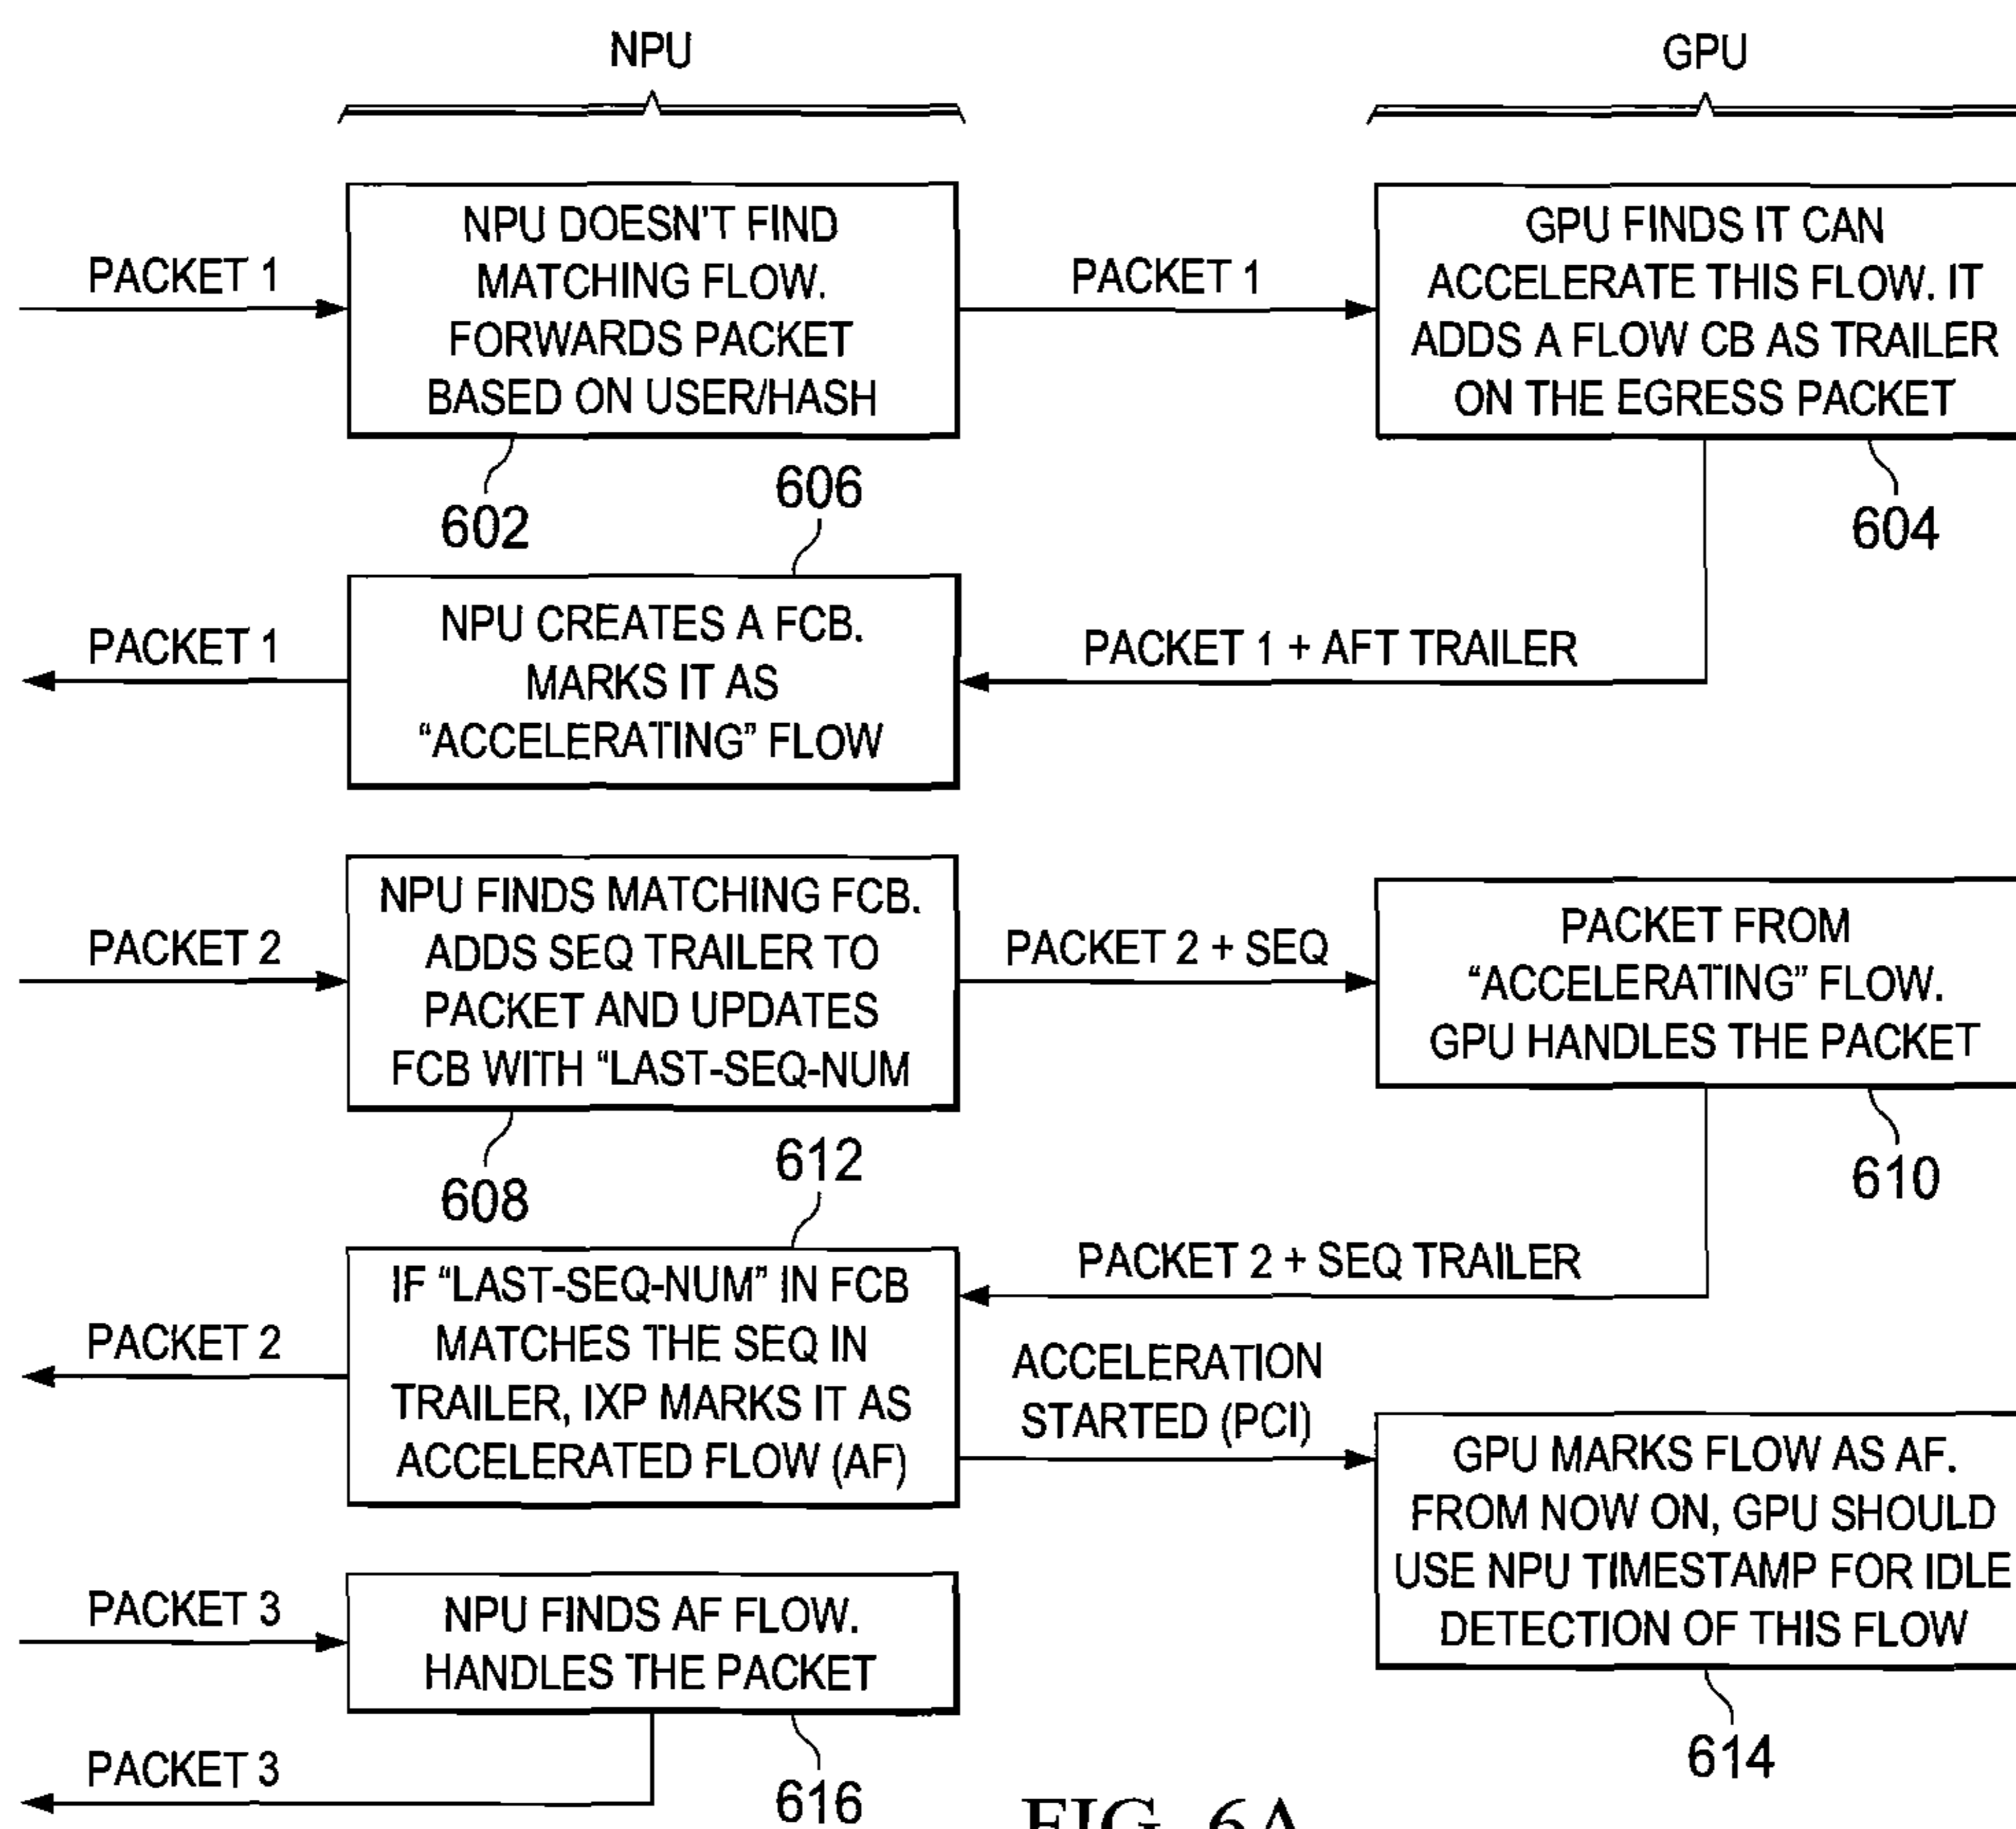 NPU
GPU
PACKET 1
NPU DOESN'T FIND
MATCHING FLOW.
FORWARDS PACKET
BASED ON USER/HASH
602
PACKET 1
GPU FINDS IT CAN
ACCELERATE THIS FLOW. IT
ADDS A FLOW CB AS TRAILER
ON THE EGRESS PACKET
604
606
PACKET 1
NPU CREATES A FCB.
MARKS IT AS
“ACCELERATING” FLOW
PACKET 1 + AFT TRAILER
PACKET 2
NPU FINDS MATCHING FCB.
ADDS SEQ TRAILER TO
PACKET AND UPDATES
FCB WITH “LAST-SEQ-NUM
608
PACKET 2 + SEQ
PACKET FROM
“ACCELERATING” FLOW.
GPU HANDLES THE PACKET
610
612
PACKET 2
IF “LAST-SEQ-NUM” IN FCB
MATCHES THE SEQ IN
TRAILER, IXP MARKS IT AS
ACCELERATED FLOW (AF)
PACKET 2 + SEQ TRAILER
ACCELERATION
STARTED (PCI)
GPU MARKS FLOW AS AF.
FROM NOW ON, GPU SHOULD
USE NPU TIMESTAMP FOR IDLE
DETECTION OF THIS FLOW
614
PACKET 3
NPU FINDS AF FLOW.
HANDLES THE PACKET
616
PACKET 3
FIG. 6A